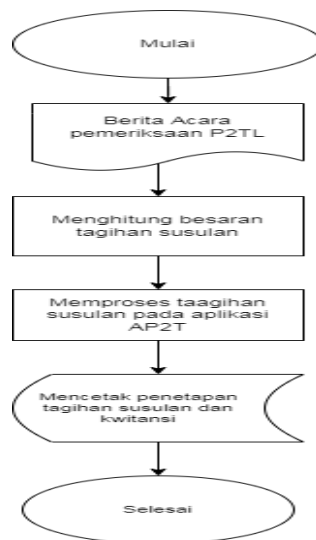 Mulai
Berita Acara
pemeriksaan P2TL
Menghitung besaran
tagihan susulan
Memproses taagihan
susulan pada aplikasi
AP2T
Mencetak penetapan
tagihan susulan dan
kwitansi
Selesai